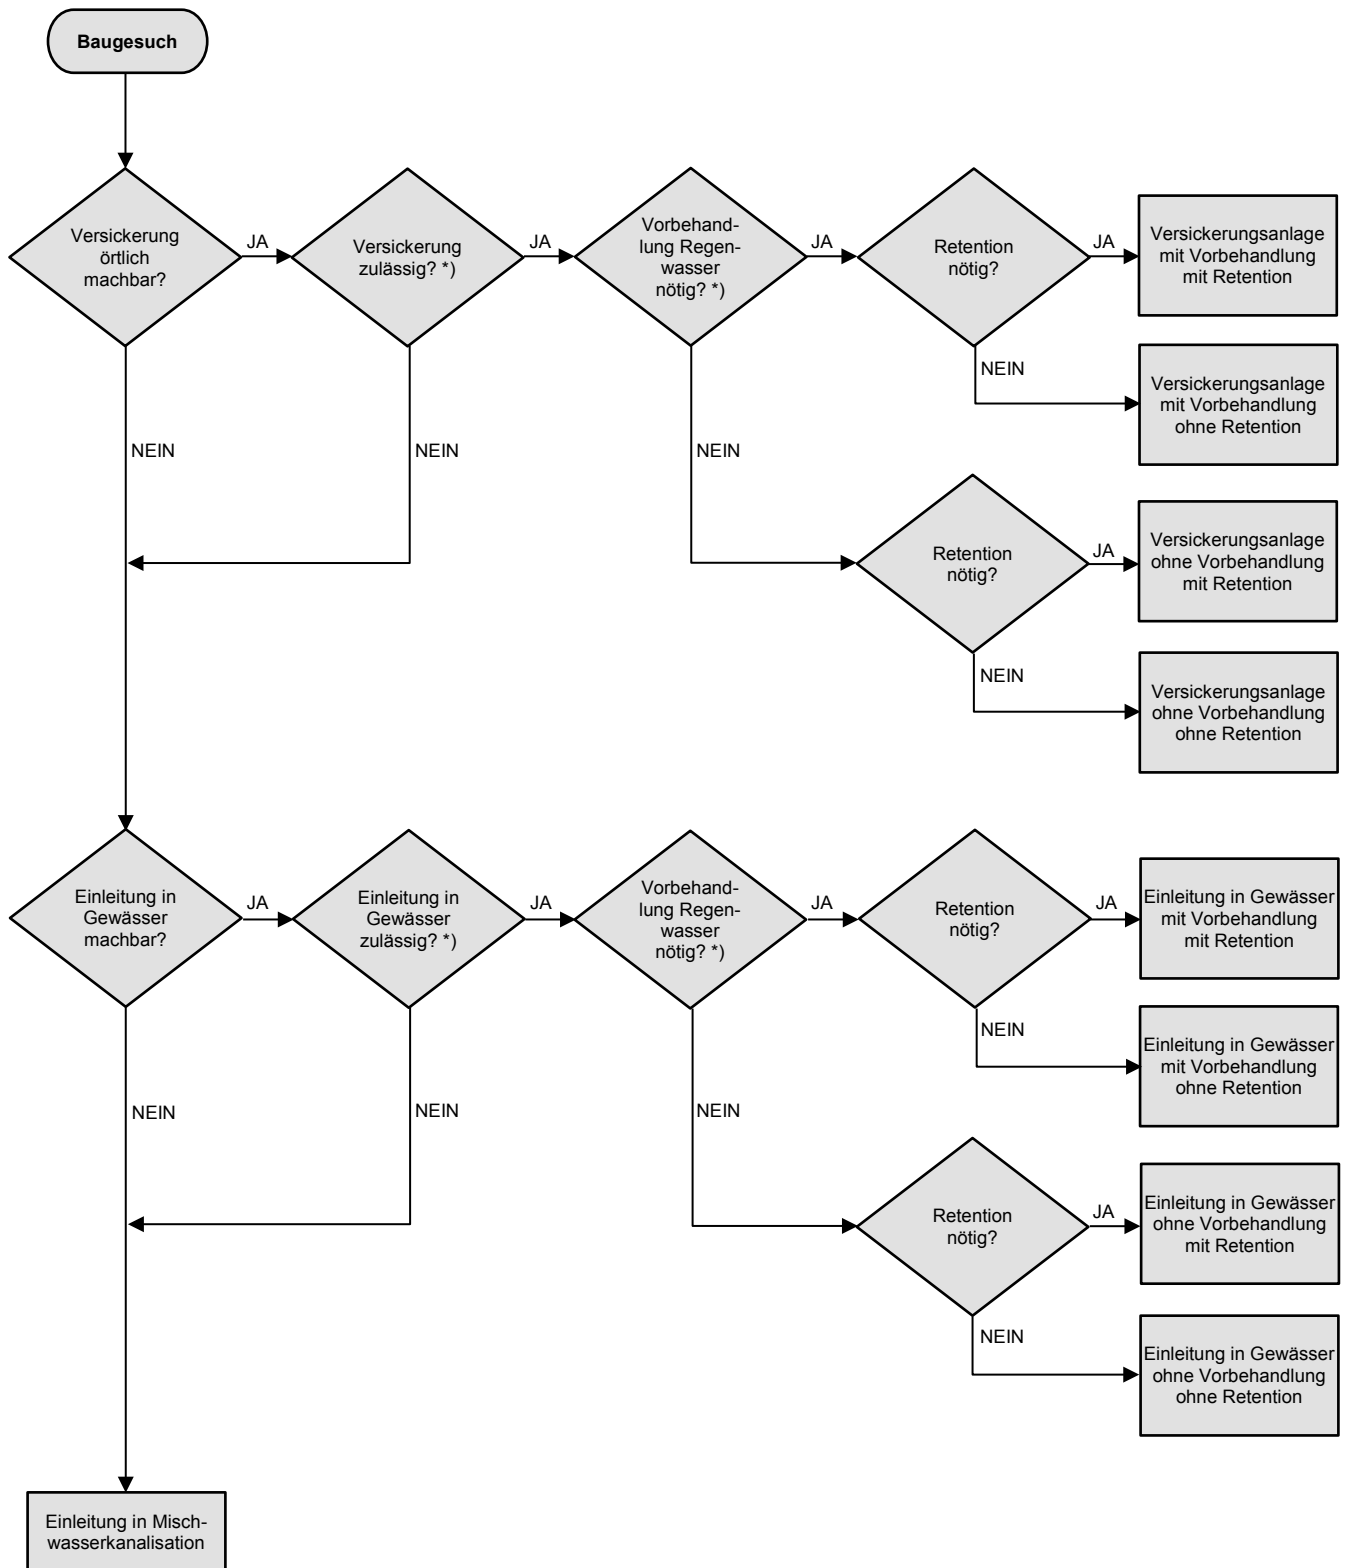 Baugesuch
Versickerung
örtlich
machbar?
JA
Versickerung
zulässig? *)
JA
Vorbehand-
lung Regen-
wasser
nötig? *)
JA
Retention
nötig?
JA
Versickerungsanlage
mit Vorbehandlung
mit Retention
NEIN
Versickerungsanlage
mit Vorbehandlung
ohne Retention
NEIN
NEIN
NEIN
Retention
nötig?
JA
Versickerungsanlage
ohne Vorbehandlung
mit Retention
NEIN
Versickerungsanlage
ohne Vorbehandlung
ohne Retention
Einleitung in
Gewässer
machbar?
JA
Einleitung in
Gewässer
zulässig? *)
JA
Vorbehand-
lung Regen-
wasser
nötig? *)
JA
Retention
nötig?
JA
Einleitung in Gewässer
mit Vorbehandlung
mit Retention
NEIN
Einleitung in Gewässer
mit Vorbehandlung
ohne Retention
NEIN
NEIN
NEIN
Retention
nötig?
JA
Einleitung in Gewässer
ohne Vorbehandlung
mit Retention
NEIN
Einleitung in Gewässer
ohne Vorbehandlung
ohne Retention
Einleitung in Misch-
wasserkanalisation